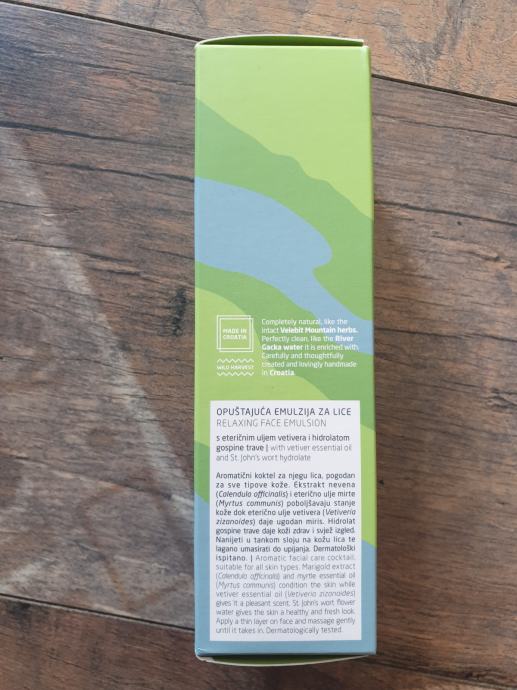 MADE IN
CROATIA
WILD HARVEST
Completely natural, like the
intact Velebit Mountain herbs.
Perfectly clean, like the River
Gacka water it is enriched with.
Carefully and thoughtfully
created and lovingly handmade
in Croatia
OPUŠTAJUĆA EMULZIJA ZA LICE
RELAXING FACE EMULSION
s eteričnim uljem vetivera i hidrolatom
gospine trave | with vetiver essential oil
and St. John's wort hydrolate
Aromatični koktel za njegu lica, pogodan
za sve tipove kože. Ekstrakt nevena
(Calendula officinalis) i eterično ulje mirte
(Myrtus communis) poboljšavaju stanje
kože dok eterično ulje vetivera (Vetiveria
zizanoides) daje ugodan miris. Hidrolat
gospine trave daje koži zdrav i svjež izgled.
Nanijeti u tankom sloju na kožu lica te
lagano umasirati do upijanja. Dermatološki
ispitano. | Aromatic facial care cocktail,
suitable for all skin types. Marigold extract
(Calendula officinalis) and myrtle essential oil
(Myrtus communis) condition the skin while
vetiver essential oil (Vetiveria zizanoides)
gives it a pleasant scent. St. John's wort flower
water gives the skin a healthy and fresh look.
Apply a thin layer on face and massage gently
until it takes in. Dermatologically tested.